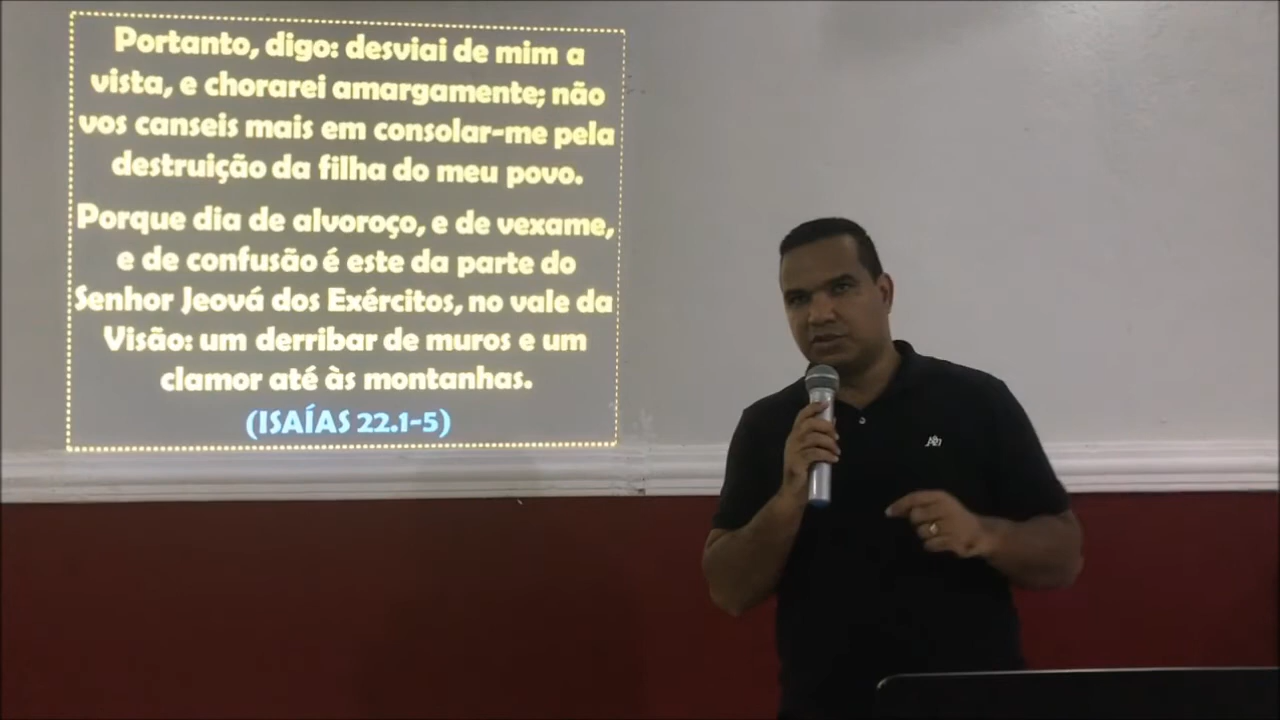 Portanto, digo: desviai de mim a
vista, e chorarei amargamente; não
vos canseis mais em consolar-me pela
destruição da filha do meu povo.
Porque dia de alvoroço, e de vexame,
e de confusão é este da parte do
Senhor Jeová dos Exércitos, no vale da
Visão: um derribar de muros e um
clamor até às montanhas.
(ISAÍAS 22.1-5)